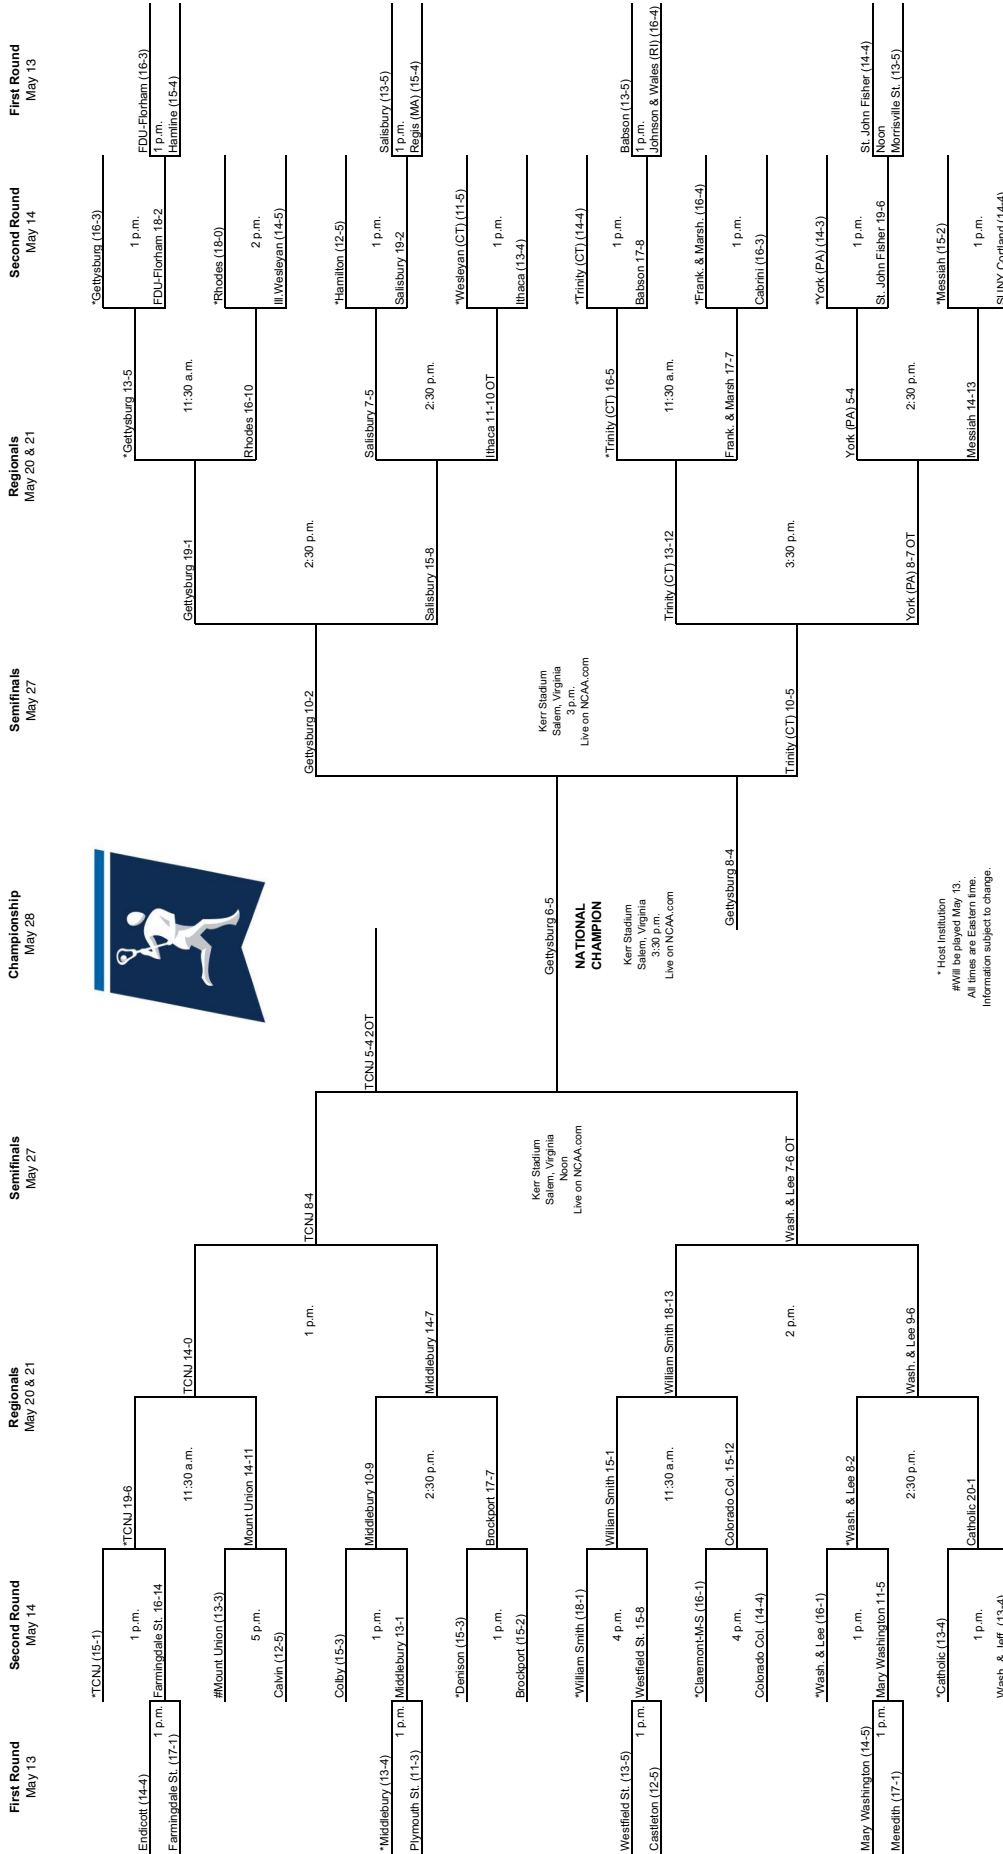 First Round
May 13
Second Round
May 14
Regionals
May 20 & 21
Semifinals
May 27
Championship
May 28
Semifinals
May 27
Regionals
May 20 & 21
Second Round
May 14
First Round
May 13
Endicott (14-4)
1 p.m.
Farmingdale St. (17-1)
*Middlebury (13-4)
1 p.m.
Plymouth St. (11-3)
Westfield St. (13-5)
1 p.m.
Castleton (12-5)
Mary Washington (14-5)
1 p.m.
Meredith (17-1)
*TCNJ (15-1)
1 p.m.
Farmingdale St. 16-14
#Mount Union (13-3)
5 p.m.
Calvin (12-5)
Colby (15-3)
1 p.m.
Middlebury 13-1
*Denison (15-3)
1 p.m.
Brockport (15-2)
*William Smith (18-1)
4 p.m.
Westfield St. 15-8
*Claremont-M-S (16-1)
4 p.m.
Colorado Col. (14-4)
*Wash. & Lee (16-1)
1 p.m.
Mary Washington 11-5
*Catholic (13-4)
1 p.m.
Wash. & Jeff. (13-4)
*TCNJ 19-6
11:30 a.m.
Mount Union 14-11
Middlebury 10-9
2:30 p.m.
Brockport 17-7
William Smith 15-1
11:30 a.m.
Colorado Col. 15-12
*Wash. & Lee 8-2
2:30 p.m.
Catholic 20-1
TCNJ 14-0
1 p.m.
Middlebury 14-7
William Smith 18-13
2 p.m.
Wash. & Lee 9-6
TCNJ 8-4
Kerr Stadium
Salem, Virginia
Noon
Live on NCAA.com
Wash. & Lee 7-6 OT
TCNJ 5-4 2OT
Gettysburg 6-5
NATIONAL
CHAMPION
Kerr Stadium
Salem, Virginia
3:30 p.m.
Live on NCAA.com
Gettysburg 8-4
* Host Institution
#Will be played May 13.
All times are Eastern time.
Information subject to change.
Gettysburg 10-2
Kerr Stadium
Salem, Virginia
3 p.m.
Live on NCAA.com
Trinity (CT) 10-5
Gettysburg 19-1
2:30 p.m.
Salisbury 15-8
Trinity (CT) 13-12
3:30 p.m.
York (PA) 8-7 OT
*Gettysburg 13-5
11:30 a.m.
Rhodes 16-10
Salisbury 7-5
2:30 p.m.
Ithaca 11-10 OT
*Trinity (CT) 16-5
11:30 a.m.
Frank. & Marsh 17-7
York (PA) 5-4
2:30 p.m.
Messiah 14-13
*Gettysburg (16-3)
1 p.m.
FDU-Florham 18-2
*Rhodes (18-0)
2 p.m.
Ill.Wesleyan (14-5)
*Hamilton (12-5)
1 p.m.
Salisbury 19-2
*Wesleyan (CT) (11-5)
1 p.m.
Ithaca (13-4)
*Trinity (CT) (14-4)
1 p.m.
Babson 17-8
*Frank. & Marsh. (16-4)
1 p.m.
Cabrini (16-3)
*York (PA) (14-3)
1 p.m.
St. John Fisher 19-6
*Messiah (15-2)
1 p.m.
SUNY Cortland (14-4)
FDU-Florham (16-3)
1 p.m.
Hamline (15-4)
Salisbury (13-5)
1 p.m.
Regis (MA) (15-4)
Babson (13-5)
1 p.m.
Johnson & Wales (RI) (16-4)
St. John Fisher (14-4)
Noon
Morrisville St. (13-5)